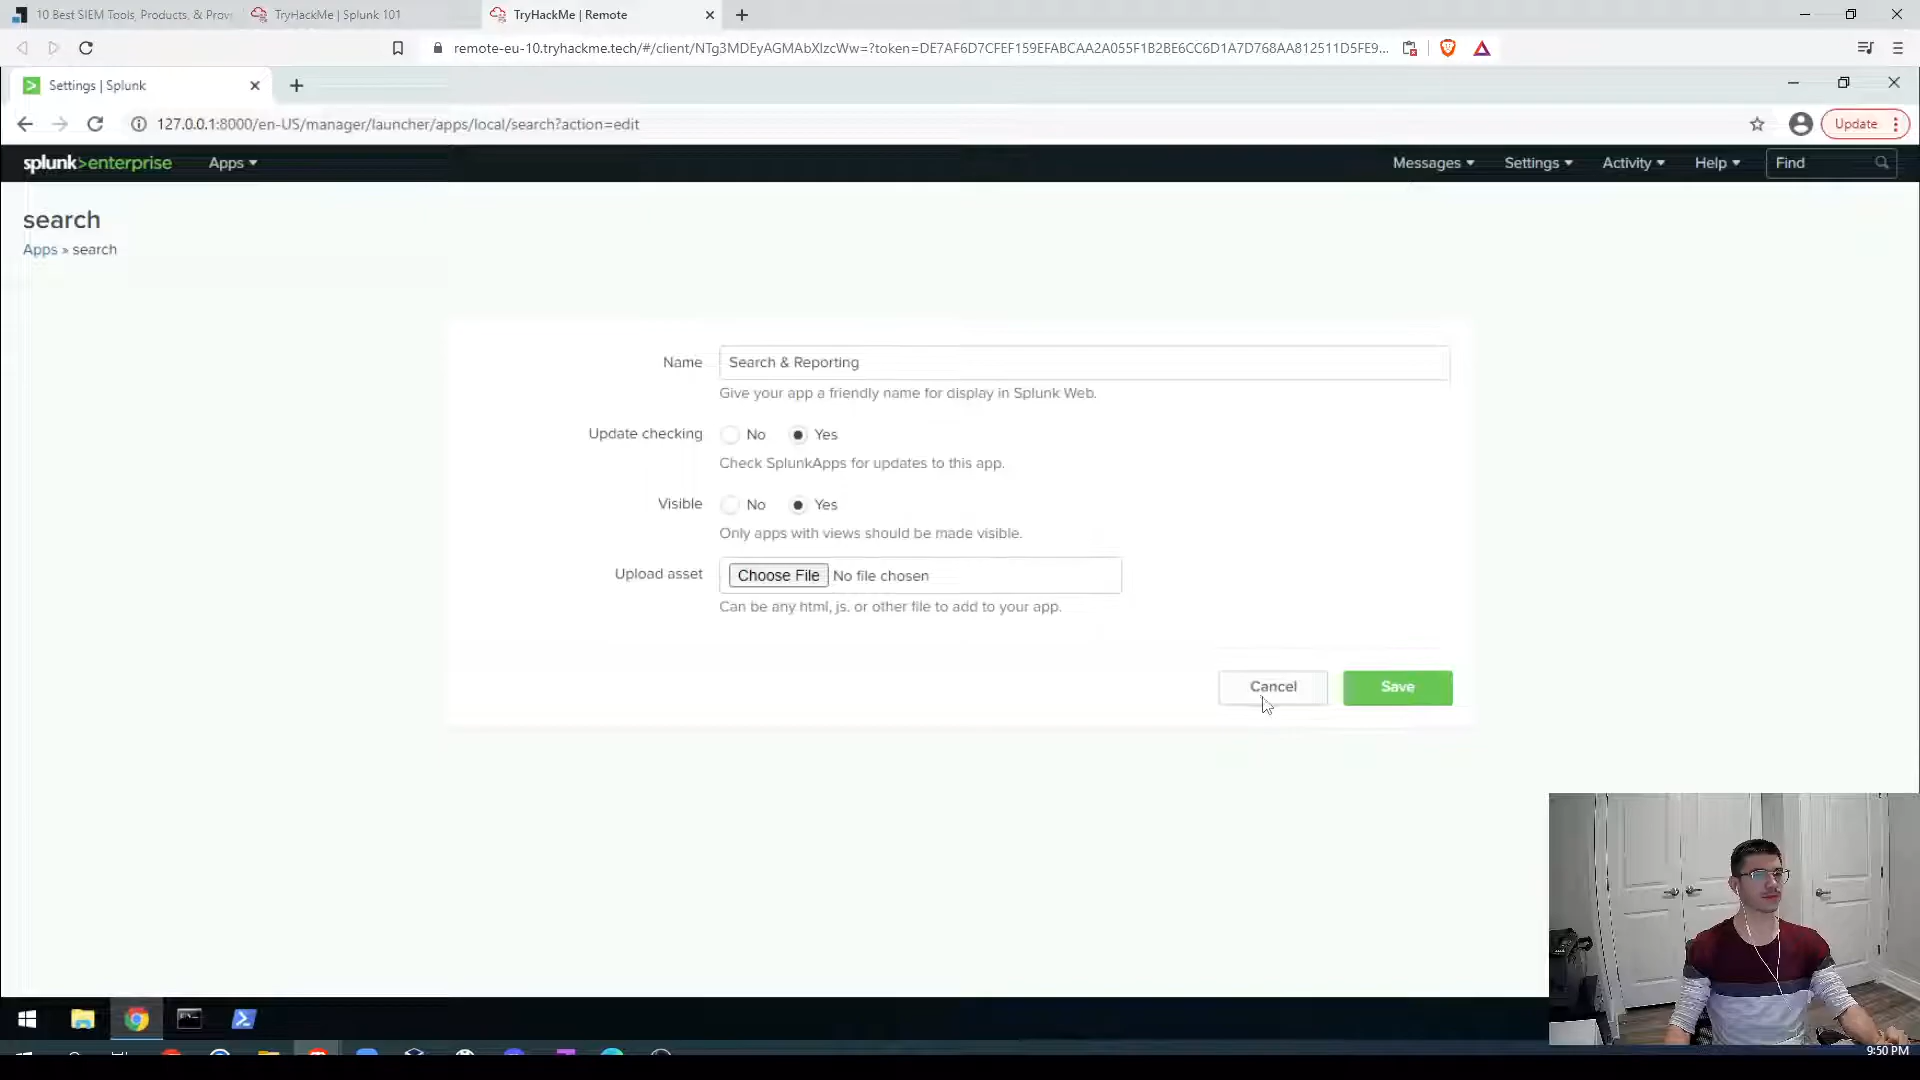 10 Best SIEM Tools, Products, & Prov
TryHackMe | Splunk 101
TryHackMe | Remote
remote-eu-10.tryhackme.tech/#/client/NTg3MDEyAGMAbXlzcWw=?token=DE7AF6D7CFEF159EFABCAA2A055F1B2BE6CC6D1A7D768AA812511D5FE9...
Settings | Splunk
127.0.0.1:8000/en-US/manager/launcher/apps/local/search?action=edit
Update
splunk>enterprise
Apps
Messages
Settings
Activity
Help
Find
search
Apps » search
Name
Search & Reporting
Give your app a friendly name for display in Splunk Web.
Update checking
No
Yes
Check SplunkApps for updates to this app.
Visible
No
Yes
Only apps with views should be made visible.
Upload asset
Choose File
No file chosen
Can be any html, js, or other file to add to your app.
Cancel
Save
9:50 PM